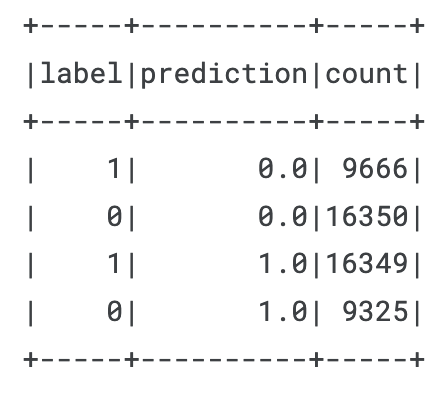 +-----+----------+-----+
|label|prediction|count|
+-----+----------+-----+
|    1|       0.0| 9666|
|    0|       0.0|16350|
|    1|       1.0|16349|
|    0|       1.0| 9325|
+-----+----------+-----+